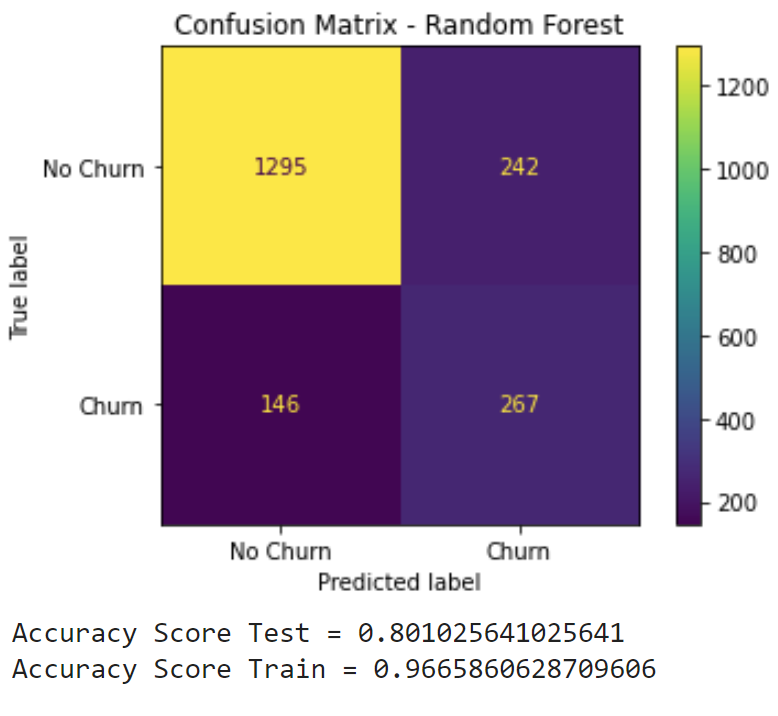 Confusion Matrix - Random Forest
No Churn
1295
242
Churn
146
267
True label
No Churn
Churn
Predicted label
1200
1000
800
600
400
200
Accuracy Score Test = 0.801025641025641
Accuracy Score Train = 0.9665860628709606